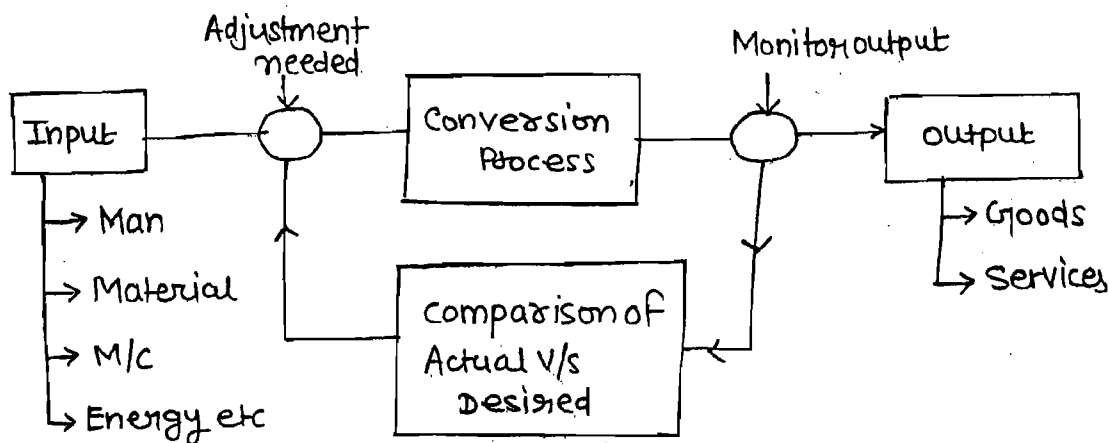 Adjustment
needed
Monitor output
Input
Conversion
Process
output
Man
Material
M/C
Energy etc
Comparison of
Actual V/s
Desired
Goods
Services